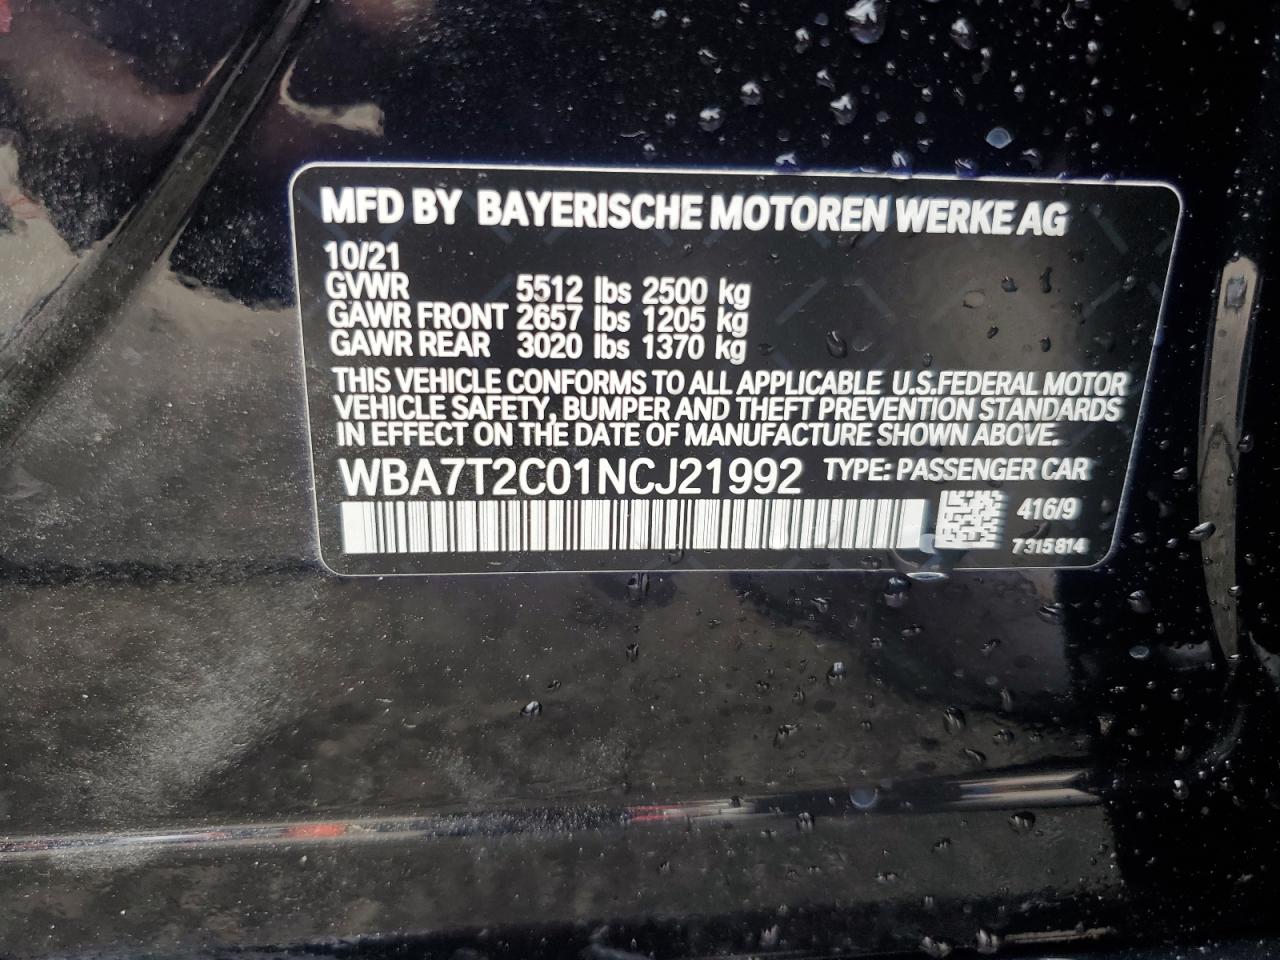 MFD BY BAYERISCHE MOTOREN WERKE AG
10/21
GVWR 5512 lbs 2500 kg
GAWR FRONT 2657 lbs 1205 kg
GAWR REAR 3020 lbs 1370 kg
THIS VEHICLE CONFORMS TO ALL APPLICABLE U.S.FEDERAL MOTOR
VEHICLE SAFETY, BUMPER AND THEFT PREVENTION STANDARDS
IN EFFECT ON THE DATE OF MANUFACTURE SHOWN ABOVE.
WBA7T2C01NCJ21992 TYPE: PASSENGER CAR
416/9
7315814